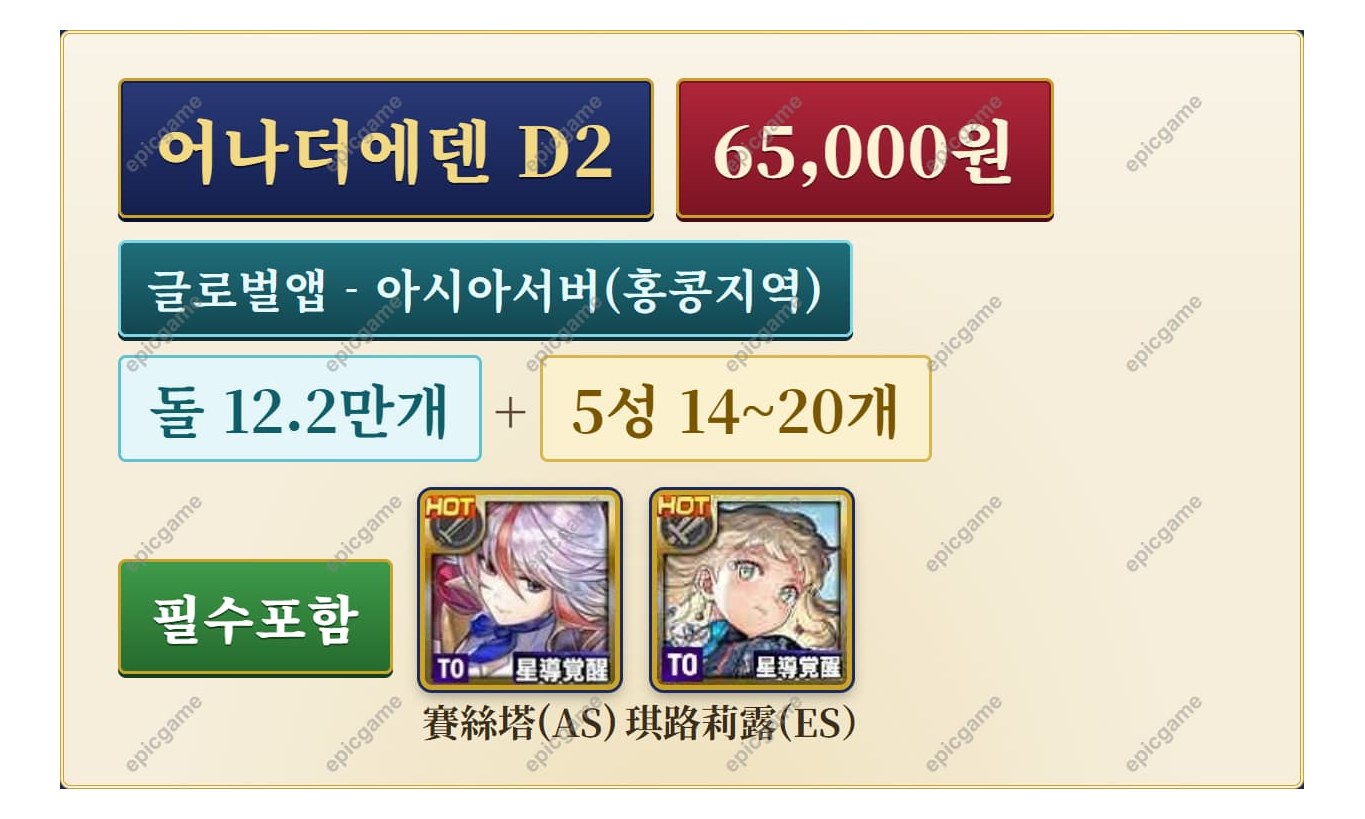 어나더에덴 D2 65,000원
글로벌앱 - 아시아서버(홍콩지역)
돌 12.2만개 + 5성 14~20개
HOT HOT
필수포함
T0 星導覚醒 T0 星導覚醒
賽絲塔(AS) 琪路莉露(ES)
epicgame